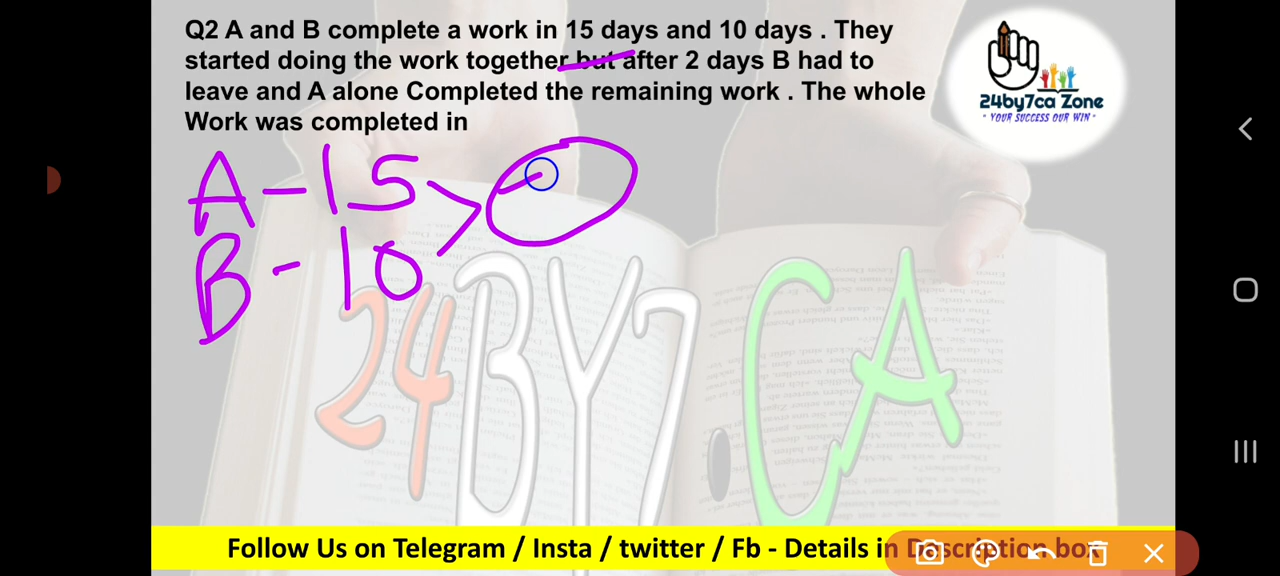 Q2 A and B complete a work in 15 days and 10 days . They
started doing the work together but after 2 days B had to
leave and A alone Completed the remaining work . The whole
Work was completed in
24by7ca Zone
" YOUR SUCCESS OUR WIN "
A - 15
B - 10
24BY7.CA
Follow Us on Telegram / Insta / twitter / Fb - Details in Description box